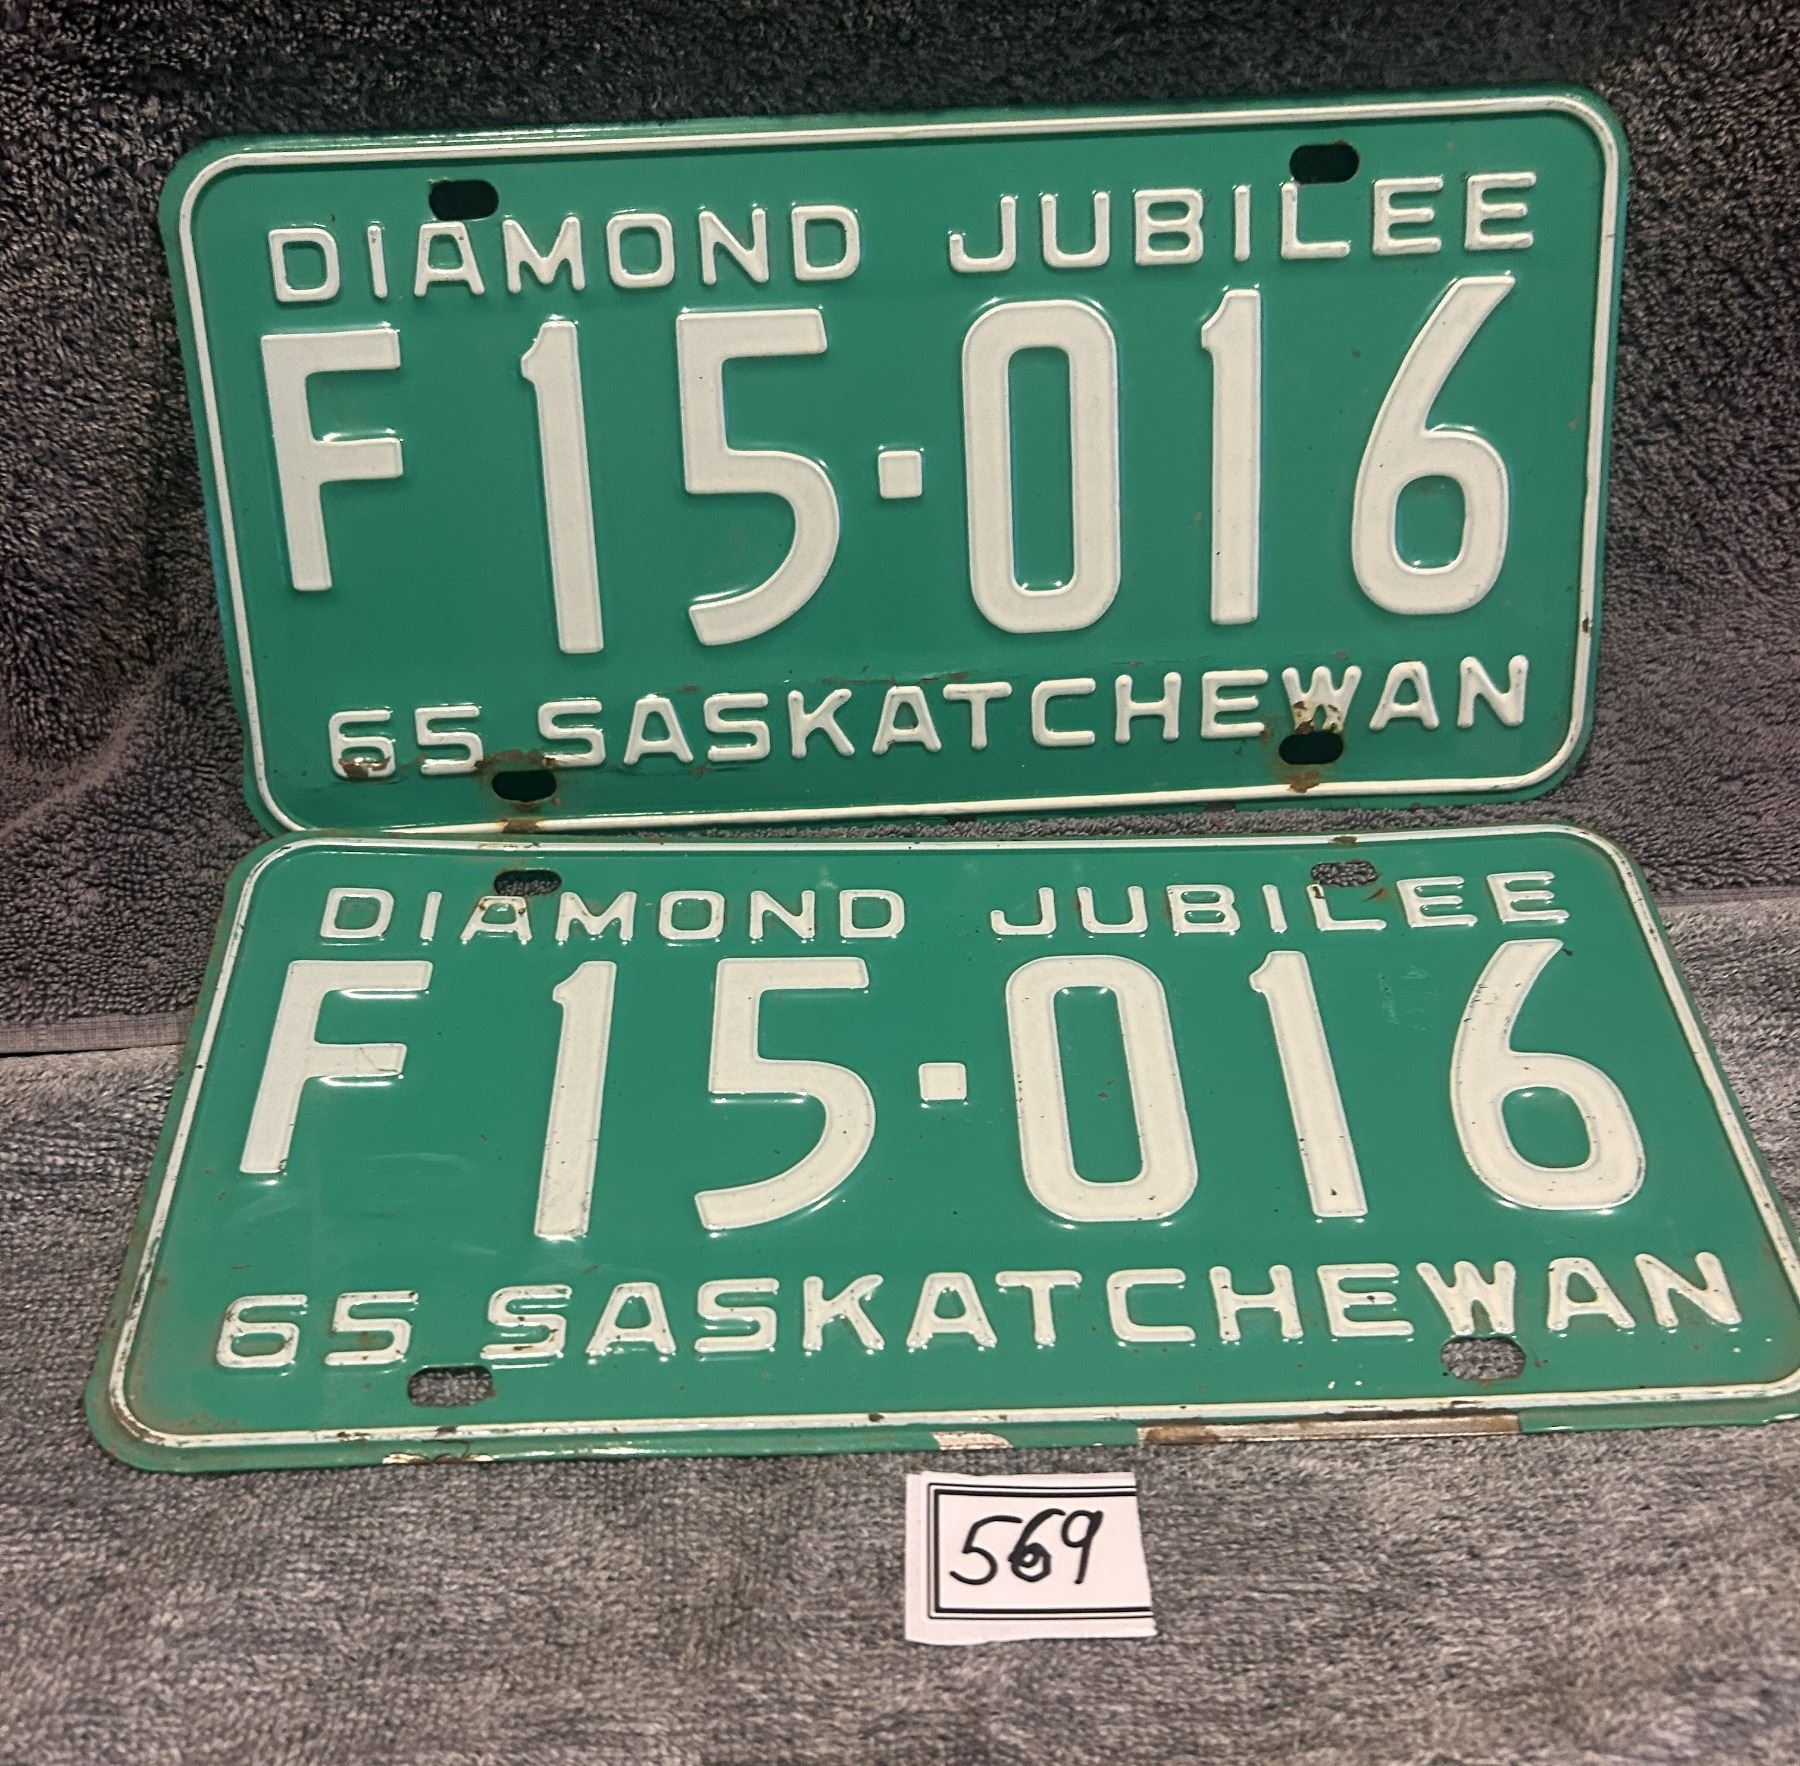 DIAMOND JUBILEE
F 15·016
65 SASKATCHEWAN
DIAMOND JUBILEE
F 15·016
65 SASKATCHEWAN
569